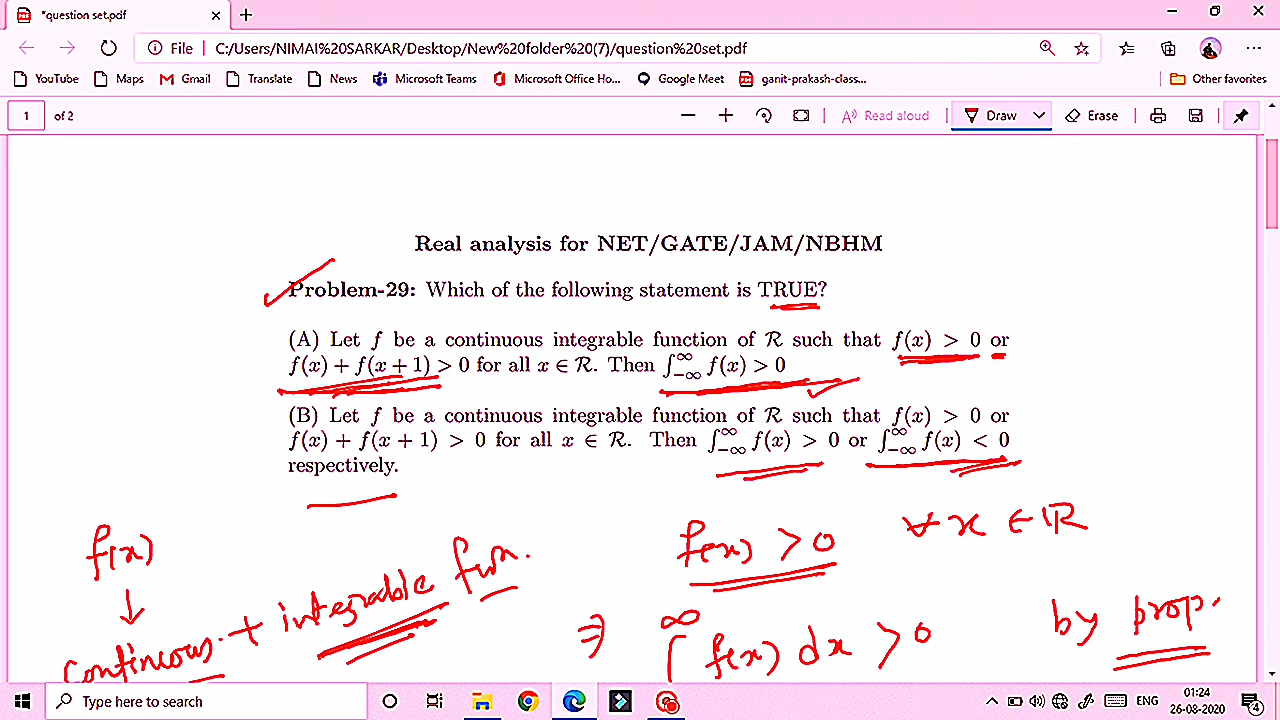 *question set.pdf
File C:/Users/NIMAI%20SARKAR/Desktop/New%20folder%20(7)/question%20set.pdf
YouTube Maps Gmail Translate News Microsoft Teams Microsoft Office Ho... Google Meet ganit-prakash-class... Other favorites
1 of 2 Read aloud Draw Erase
Real analysis for NET/GATE/JAM/NBHM
Problem-29: Which of the following statement is TRUE?
(A) Let f be a continuous integrable function of ℛ such that f(x) > 0 or
f(x) + f(x + 1) > 0 for all x ∈ ℛ. Then ∫_{-∞}^{∞} f(x) > 0
(B) Let f be a continuous integrable function of ℛ such that f(x) > 0 or
f(x) + f(x + 1) > 0 for all x ∈ ℛ. Then ∫_{-∞}^{∞} f(x) > 0 or ∫_{-∞}^{∞} f(x) < 0
respectively.
f(x)
↓
continuous + integrable fun.
f(x) > 0 ∀ x ∈ ℝ
⇒ ∫^{∞} f(x) dx > 0 by prop.
Type here to search
ENG 01:24
26-08-2020
4